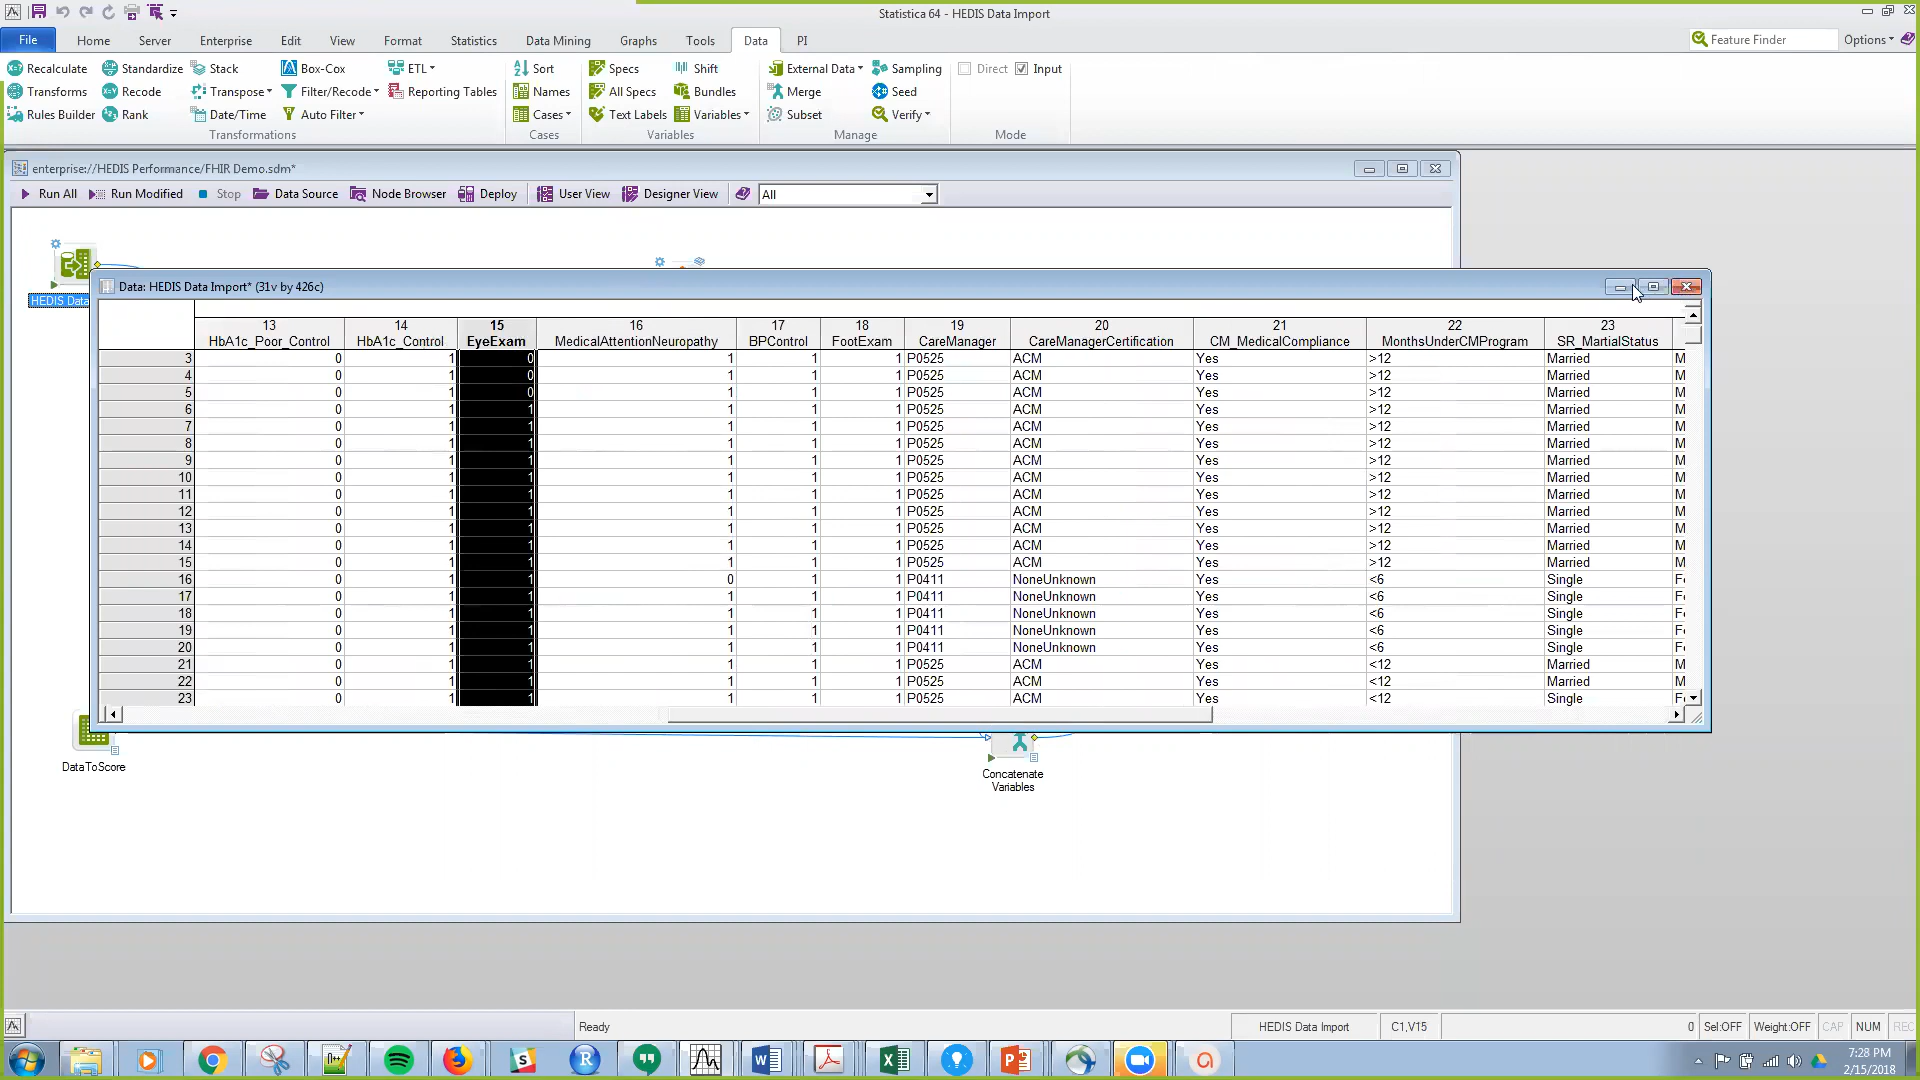 Statistica 64 - HEDIS Data Import
File Home Server Enterprise Edit View Format Statistics Data Mining Graphs Tools Data PI Feature Finder Options
Recalculate Standardize Stack Box-Cox ETL Sort Specs Shift External Data Sampling Direct Input
Transforms Recode Transpose Filter/Recode Reporting Tables Names All Specs Bundles Merge Seed
Rules Builder Rank Date/Time Auto Filter Cases Text Labels Variables Subset Verify
Transformations Cases Variables Manage Mode
enterprise://HEDIS Performance/FHIR Demo.sdm*
Run All Run Modified Stop Data Source Node Browser Deploy User View Designer View All
HEDIS Data
Data: HEDIS Data Import* (31v by 426c)
13 14 15 16 17 18 19 20 21 22 23
HbA1c_Poor_Control HbA1c_Control EyeExam MedicalAttentionNeuropathy BPControl FootExam CareManager CareManagerCertification CM_MedicalCompliance MonthsUnderCMProgram SR_MartialStatus
3 0 1 0 1 1 1 P0525 ACM Yes >12 Married M
4 0 1 0 1 1 1 P0525 ACM Yes >12 Married M
5 0 1 0 1 1 1 P0525 ACM Yes >12 Married M
6 0 1 1 1 1 1 P0525 ACM Yes >12 Married M
7 0 1 1 1 1 1 P0525 ACM Yes >12 Married M
8 0 1 1 1 1 1 P0525 ACM Yes >12 Married M
9 0 1 1 1 1 1 P0525 ACM Yes >12 Married M
10 0 1 1 1 1 1 P0525 ACM Yes >12 Married M
11 0 1 1 1 1 1 P0525 ACM Yes >12 Married M
12 0 1 1 1 1 1 P0525 ACM Yes >12 Married M
13 0 1 1 1 1 1 P0525 ACM Yes >12 Married M
14 0 1 1 1 1 1 P0525 ACM Yes >12 Married M
15 0 1 1 1 1 1 P0525 ACM Yes >12 Married M
16 0 1 1 0 1 1 P0411 NoneUnknown Yes <6 Single Fe
17 0 1 1 1 1 1 P0411 NoneUnknown Yes <6 Single Fe
18 0 1 1 1 1 1 P0411 NoneUnknown Yes <6 Single Fe
19 0 1 1 1 1 1 P0411 NoneUnknown Yes <6 Single Fe
20 0 1 1 1 1 1 P0411 NoneUnknown Yes <6 Single Fe
21 0 1 1 1 1 1 P0525 ACM Yes <12 Married M
22 0 1 1 1 1 1 P0525 ACM Yes <12 Married M
23 0 1 1 1 1 1 P0525 ACM Yes <12 Single Fe
DataToScore
Concatenate
Variables
Ready HEDIS Data Import C1,V15 0 Sel:OFF Weight:OFF CAP NUM REC
7:28 PM
2/15/2018